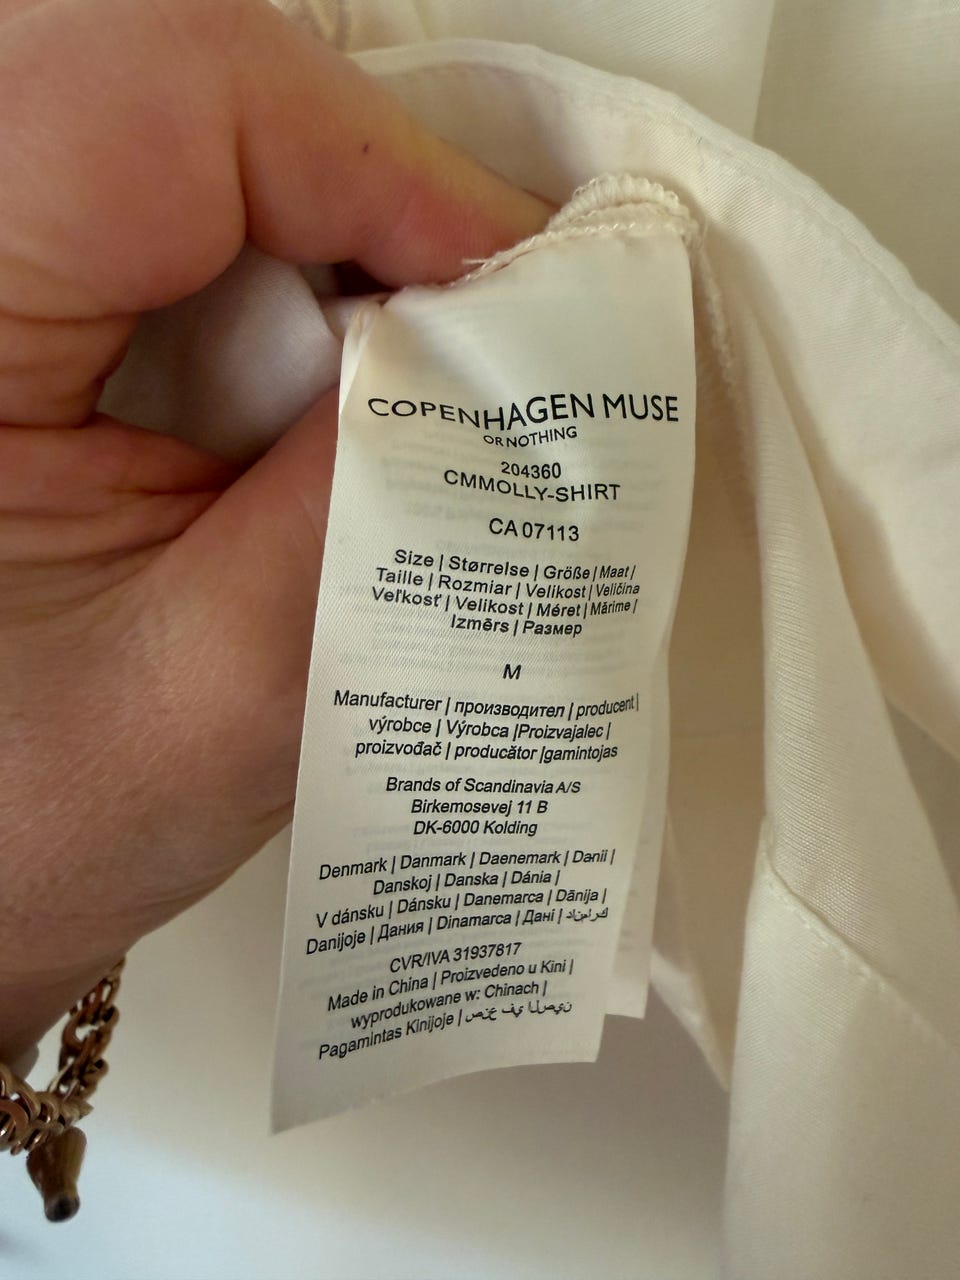 COPENHAGEN MUSE
OR NOTHING
204360
CMMOLLY-SHIRT
CA 07113
Size | Størrelse | Größe | Maat /
Taille | Rozmiar | Velikost | Veličina
Veľkosť | Velikost | Méret | Mărime /
Izmērs | Размер
M
Manufacturer | производител | producent |
výrobce | Výrobca |Proizvajalec |
proizvođač | producător |gamintojas
Brands of Scandinavia A/S
Birkemosevej 11 B
DK-6000 Kolding
Denmark | Danmark | Daenemark | Danii |
Danskoj | Danska | Dánia |
V dánsku | Dánsku | Danemarca | Dānija |
Danijoje | Дания | Dinamarca | Дані | دانمارك
CVR/IVA 31937817
Made in China | Proizvedeno u Kini |
wyprodukowane w: Chinach |
Pagamintas Kinijoje | صنع في الصين